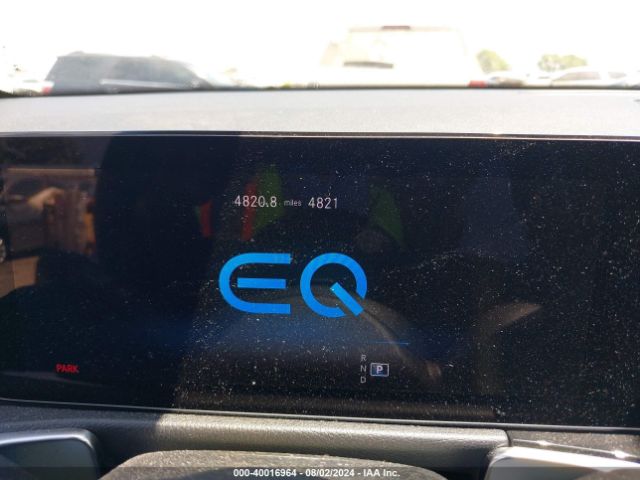 4820.8 miles 4821
EQ
R
N P
D
PARK
000-40016964 - 08/02/2024 - IAA Inc.